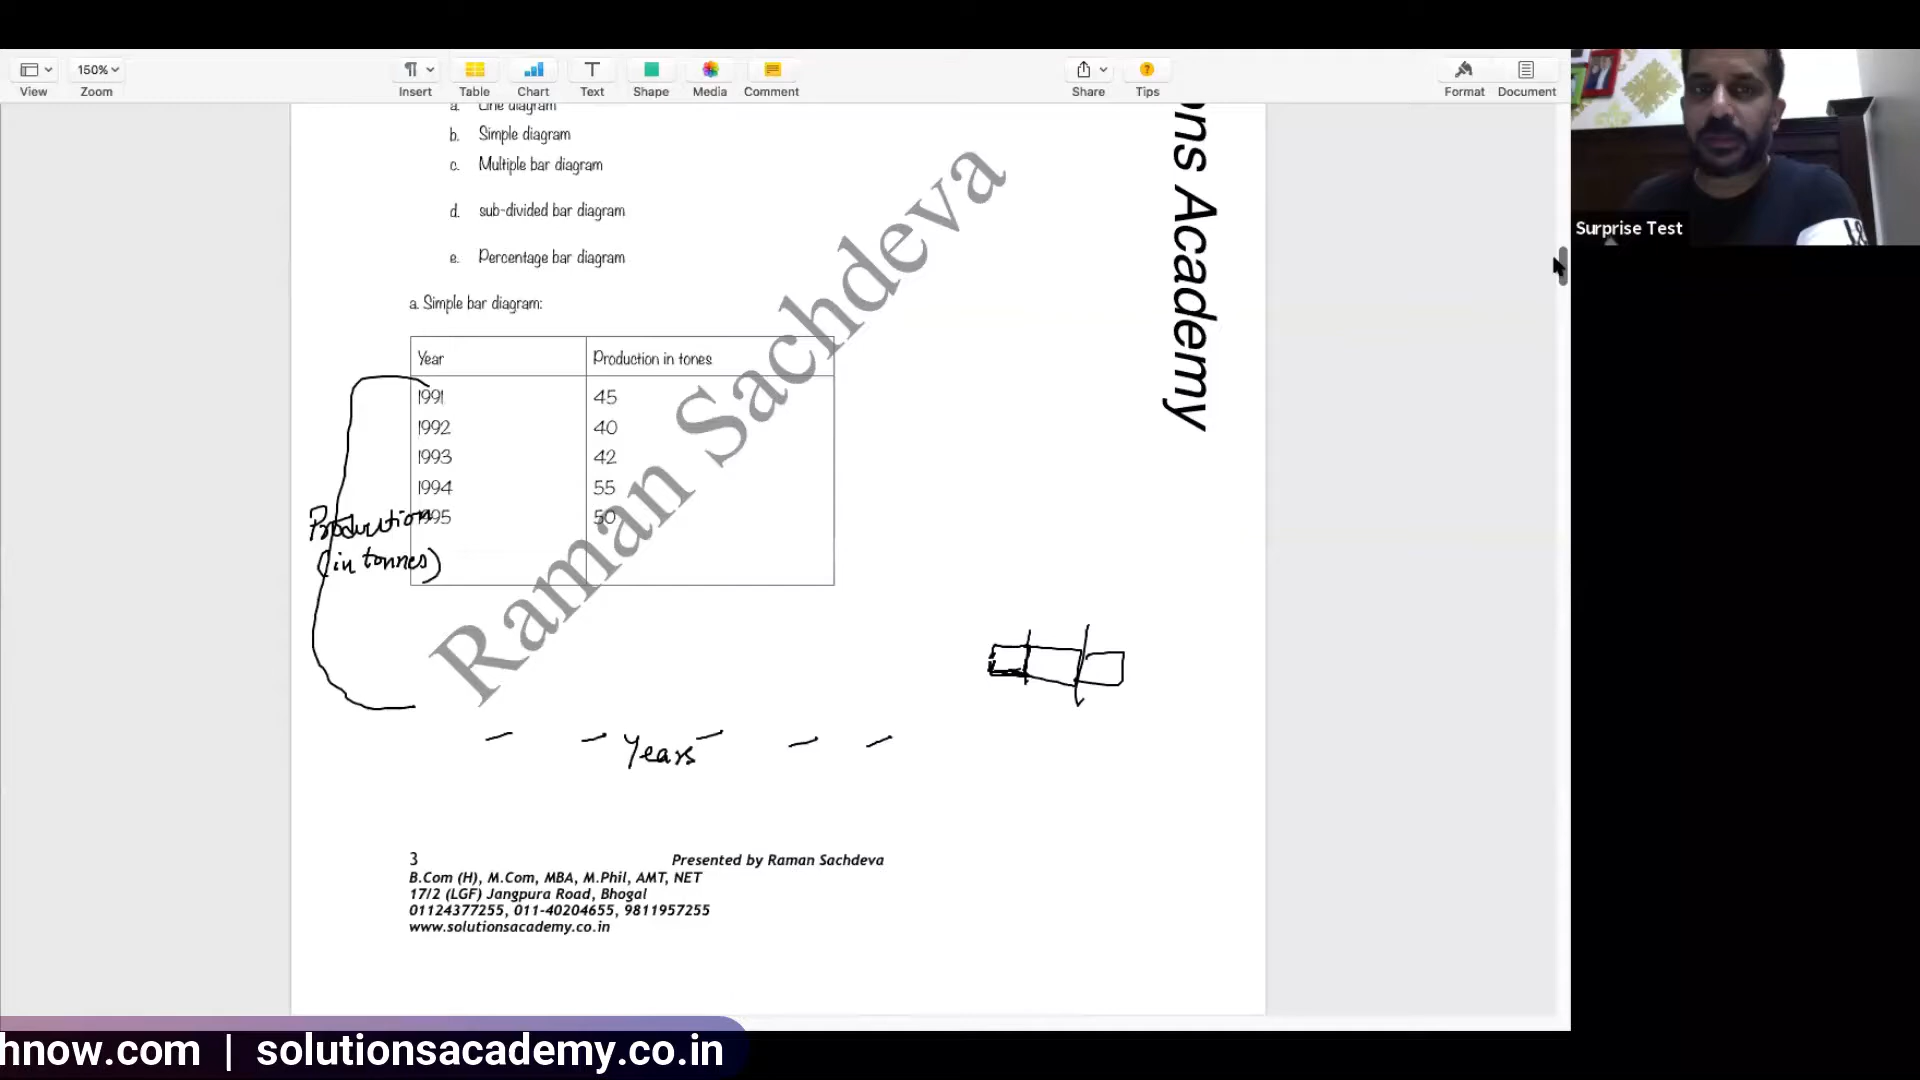 View
150%
Zoom
Insert
Table
Chart
Text
Shape
Media
Comment
Share
Tips
Format
Document
a. Line diagram
b. Simple diagram
c. Multiple bar diagram
d. sub-divided bar diagram
e. Percentage bar diagram
a. Simple bar diagram:
Year Production in tones
1991 45
1992 40
1993 42
1994 55
1995 50
Production
(in tonnes)
Years
Raman Sachdeva
ons Academy
Surprise Test
3 Presented by Raman Sachdeva
B.Com (H), M.Com, MBA, M.Phil, AMT, NET
17/2 (LGF) Jangpura Road, Bhogal
01124377255, 011-40204655, 9811957255
www.solutionsacademy.co.in
hnow.com | solutionsacademy.co.in